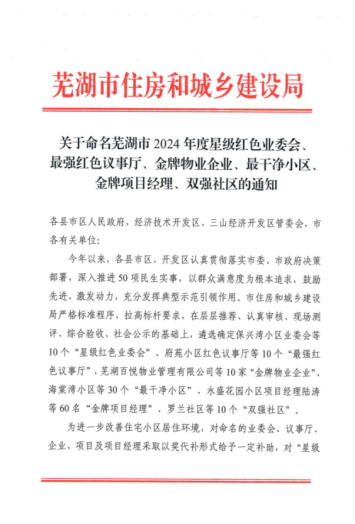 芜湖市住房和城乡建设局
关于命名芜湖市 2024 年度星级红色业委会、
最强红色议事厅、金牌物业企业、最干净小区、
金牌项目经理、双强社区的通知
各县市区人民政府，经济技术开发区，三山经济开发区管委会，市
各有关单位：
今年以来，各县市区、开发区认真贯彻落实市委、市政府决策
部署，深入推进 50 项民生实事，以群众满意度为根本追求，鼓励
先进、激发动力，充分发挥典型示范引领作用。市住房和城乡建设
局严格标准程序，拉高标杆要求，在层层推荐、认真审核、现场测
评、综合验收、社会公示的基础上，遴选确定保兴湾小区业委会等
10 个“星级红色业委会”、府苑小区红色议事厅等 10 个“最强红
色议事厅”，芜湖百悦物业管理有限公司等 10 家“金牌物业企业”、
海棠湾小区等 30 个“最干净小区”、永盛花园小区项目经理陆涛
等 60 名“金牌项目经理”、罗兰社区等 10 个“双强社区”。
为进一步改善住宅小区居住环境，对命名的业委会、议事厅、
企业、项目及项目经理采取以奖代补形式给予一定补助，对“星级